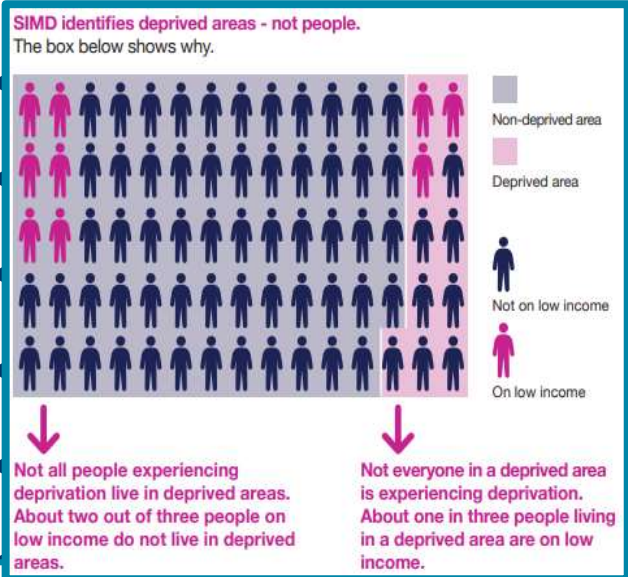 SIMD identifies deprived areas - not people.
The box below shows why.
Non-deprived area
Deprived area
Not on low income
On low income
Not all people experiencing
deprivation live in deprived areas.
About two out of three people on
low income do not live in deprived
areas.
Not everyone in a deprived area
is experiencing deprivation.
About one in three people living
in a deprived area are on low
income.